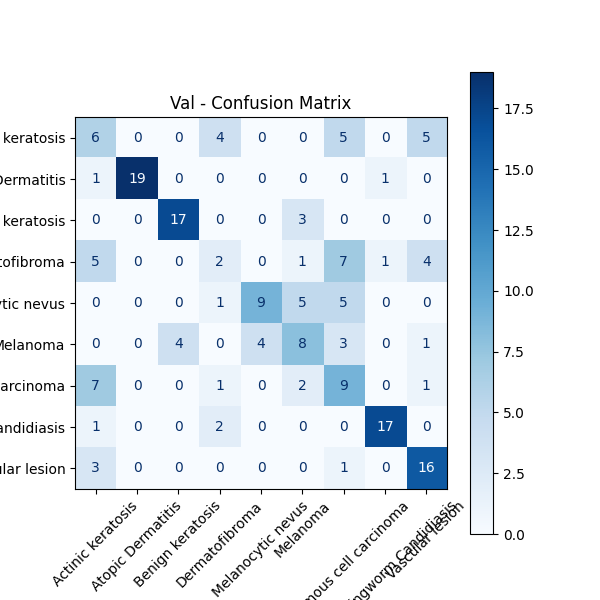 Val - Confusion Matrix
keratosis 6 0 0 4 0 0 5 0 5
Dermatitis 1 19 0 0 0 0 0 1 0
keratosis 0 0 17 0 0 3 0 0 0
tofibroma 5 0 0 2 0 1 7 1 4
ytic nevus 0 0 0 1 9 5 5 0 0
Melanoma 0 0 4 0 4 8 3 0 1
arcinoma 7 0 0 1 0 2 9 0 1
andidiasis 1 0 0 2 0 0 0 17 0
ular lesion 3 0 0 0 0 0 1 0 16
Actinic keratosis
Atopic Dermatitis
Benign keratosis
Dermatofibroma
Melanocytic nevus
Melanoma
mous cell carcinoma
ingworm Candidiasis
Vascular lesion
17.5
15.0
12.5
10.0
7.5
5.0
2.5
0.0